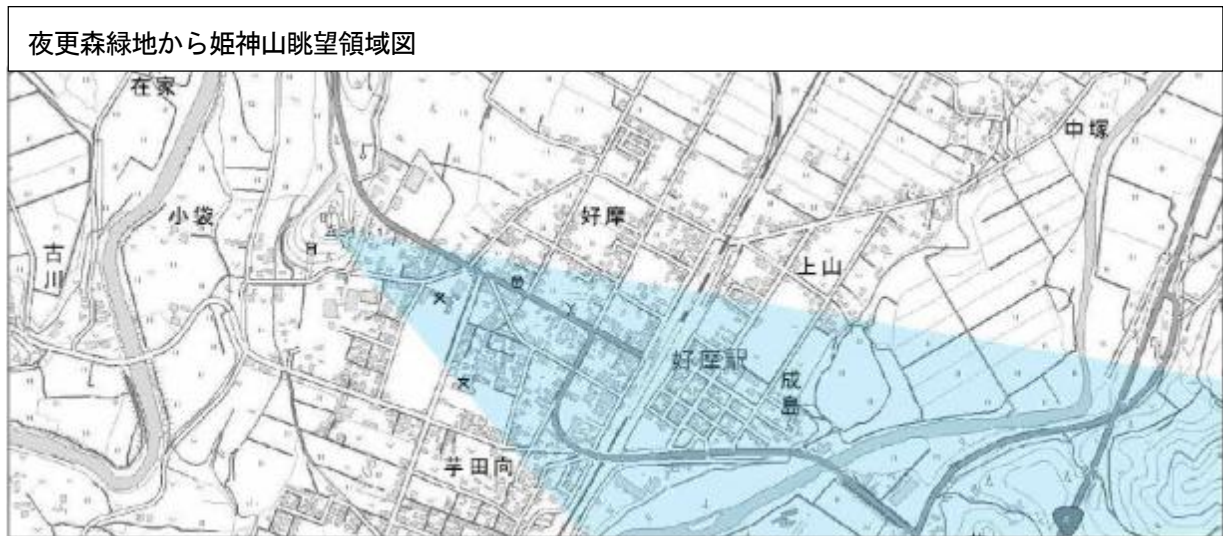 夜更森緑地から姫神山眺望領域図
在家
中塚
小袋
好摩
古川
上山
好摩駅
成島
芋田向